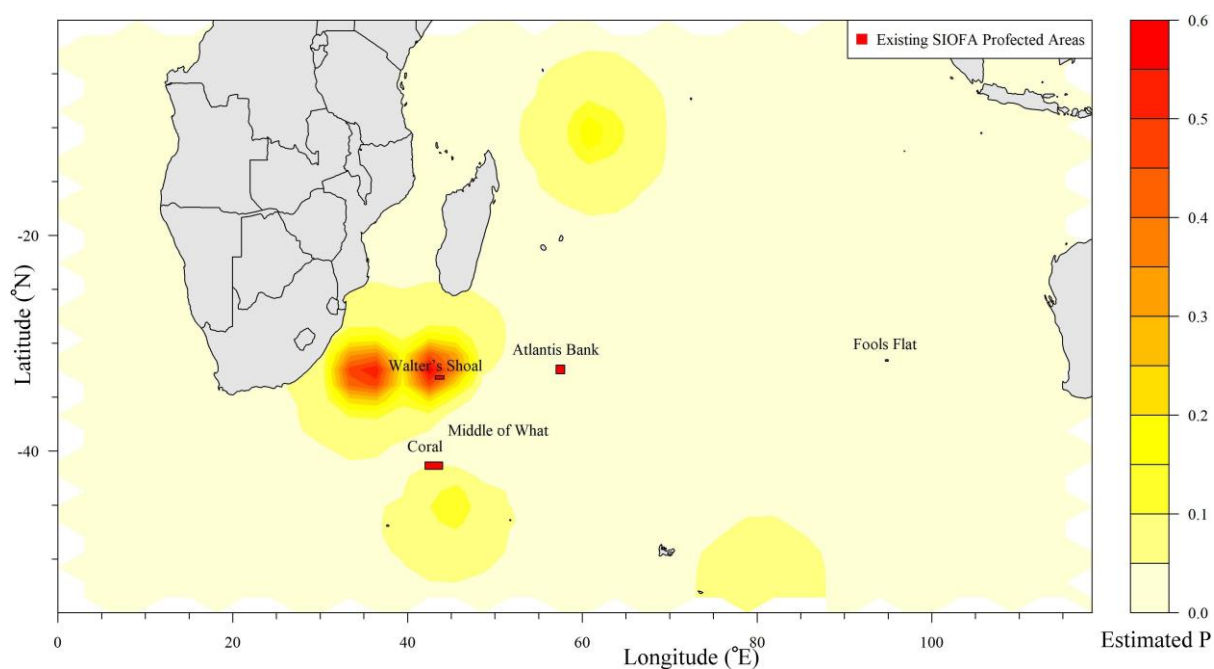 Existing SIOFA Profected Areas
0.6
0.5
0.4
0.3
0.2
0.1
0.0
Estimated P
-20
-40
Latitude (°N)
Walter's Shoal
Atlantis Bank
Fools Flat
Middle of What
Coral
0
20
40
60
80
100
Longitude (°E)